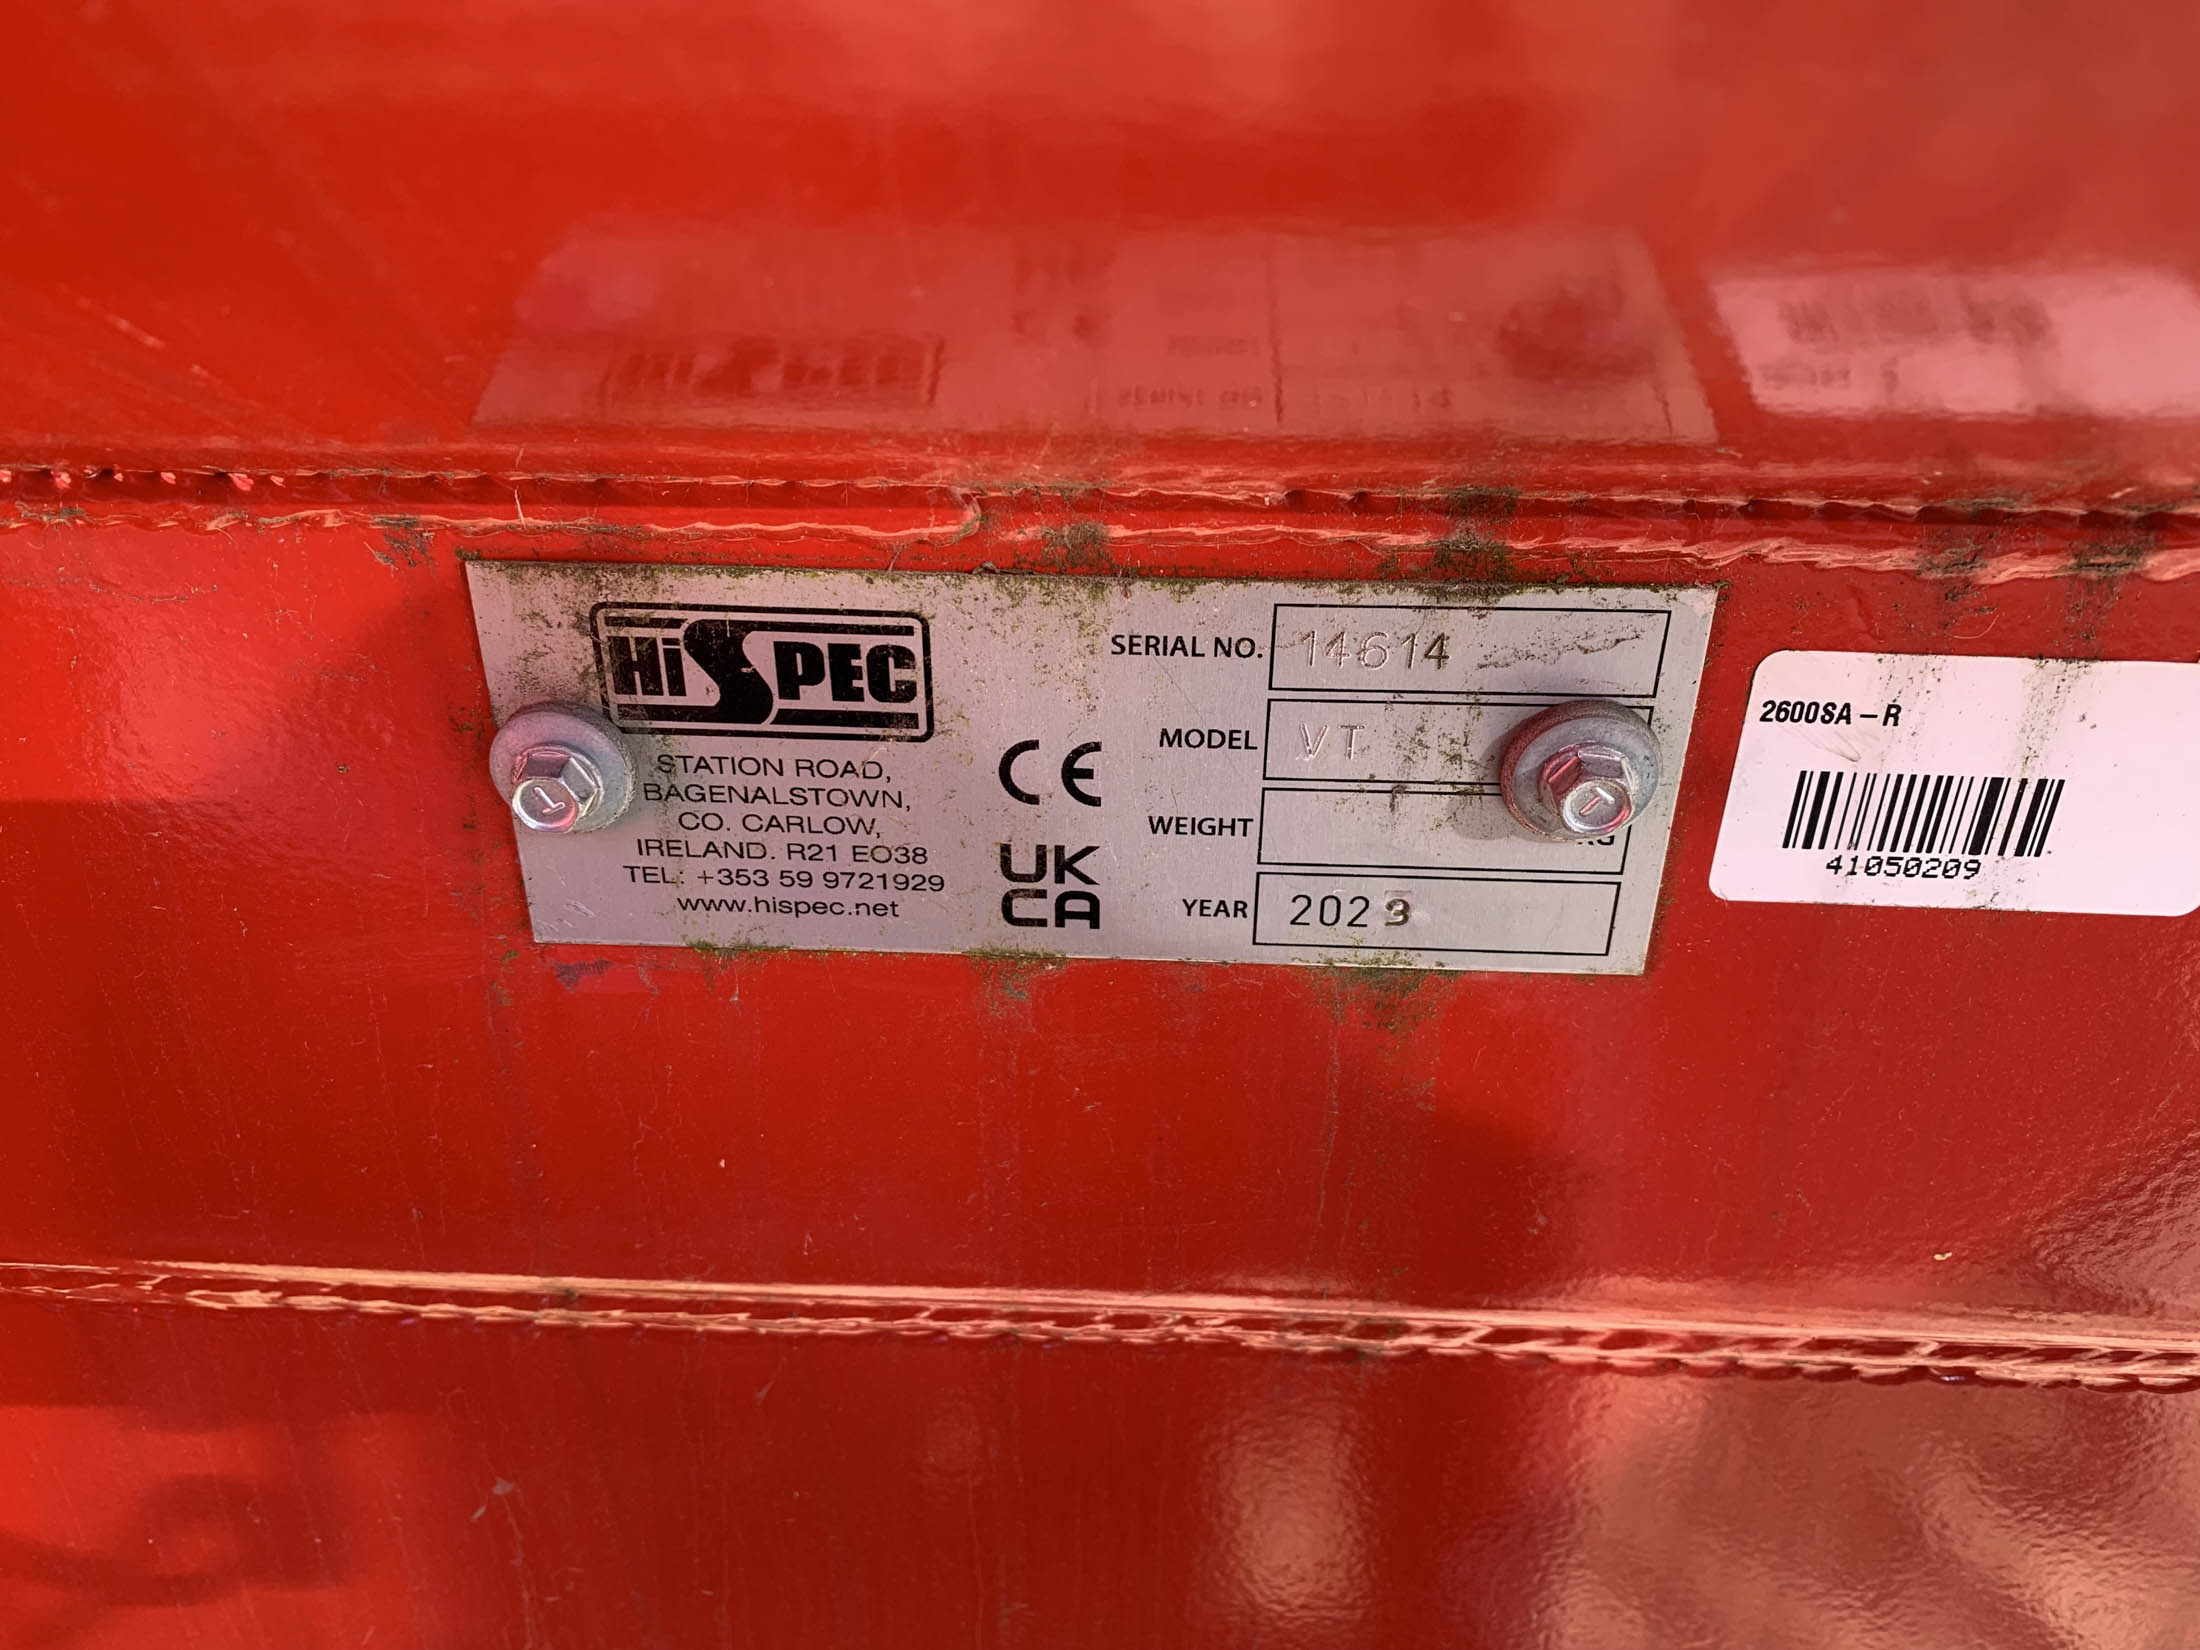 HiSPEC
STATION ROAD,
BAGENALSTOWN,
CO. CARLOW,
IRELAND. R21 EO38
TEL: +353 59 9721929
www.hispec.net
CE
UK
CA
SERIAL NO. 14614
MODEL VT
WEIGHT KG
YEAR 2023
2600SA – R
41050209